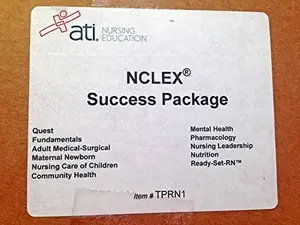 ati. NURSING
EDUCATION
NCLEX®
Success Package
Quest
Fundamentals
Adult Medical-Surgical
Maternal Newborn
Nursing Care of Children
Community Health
Mental Health
Pharmacology
Nursing Leadership
Nutrition
Ready-Set-RN™
Item # TPRN1